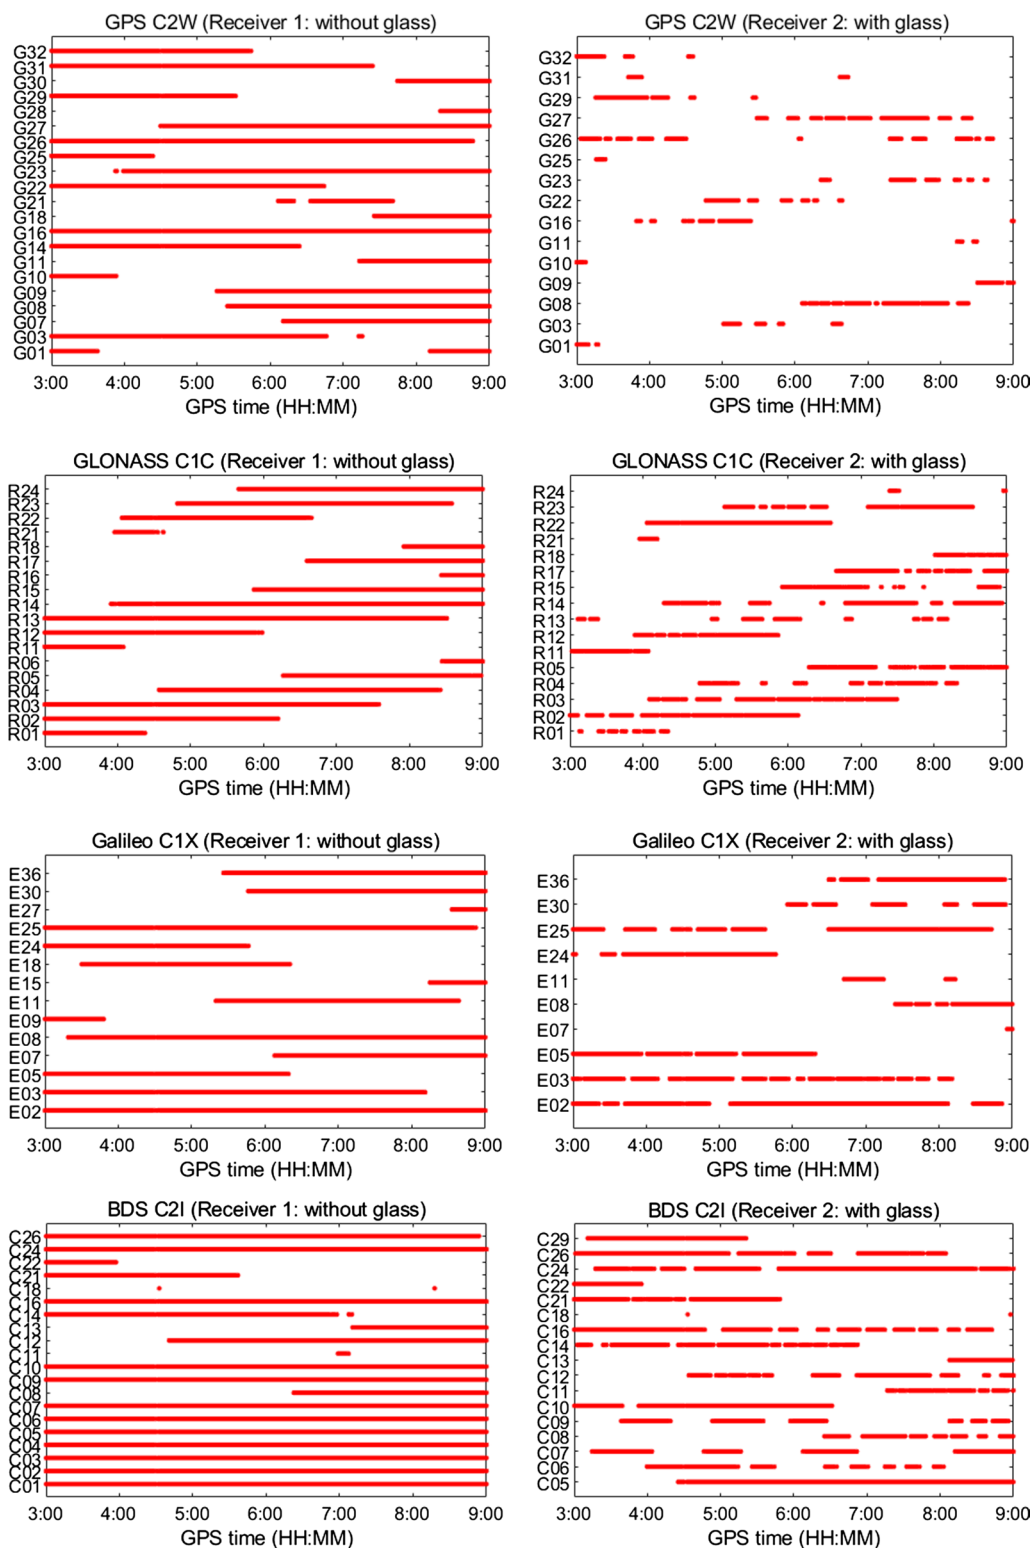 GPS C2W (Receiver 1: without glass)
G32
G31
G30
G29
G28
G27
G26
G25
G23
G22
G21
G18
G16
G14
G11
G10
G09
G08
G07
G03
G01
3:00 4:00 5:00 6:00 7:00 8:00 9:00
GPS time (HH:MM)
GPS C2W (Receiver 2: with glass)
G32
G31
G29
G27
G26
G25
G23
G22
G16
G11
G10
G09
G08
G03
G01
3:00 4:00 5:00 6:00 7:00 8:00 9:00
GPS time (HH:MM)
GLONASS C1C (Receiver 1: without glass)
R24
R23
R22
R21
R18
R17
R16
R15
R14
R13
R12
R11
R06
R05
R04
R03
R02
R01
3:00 4:00 5:00 6:00 7:00 8:00 9:00
GPS time (HH:MM)
GLONASS C1C (Receiver 2: with glass)
R24
R23
R22
R21
R18
R17
R15
R14
R13
R12
R11
R05
R04
R03
R02
R01
3:00 4:00 5:00 6:00 7:00 8:00 9:00
GPS time (HH:MM)
Galileo C1X (Receiver 1: without glass)
E36
E30
E27
E25
E24
E18
E15
E11
E09
E08
E07
E05
E03
E02
3:00 4:00 5:00 6:00 7:00 8:00 9:00
GPS time (HH:MM)
Galileo C1X (Receiver 2: with glass)
E36
E30
E25
E24
E11
E08
E07
E05
E03
E02
3:00 4:00 5:00 6:00 7:00 8:00 9:00
GPS time (HH:MM)
BDS C2I (Receiver 1: without glass)
C26
C24
C22
C21
C18
C16
C14
C13
C12
C11
C10
C09
C08
C07
C06
C05
C04
C03
C02
C01
3:00 4:00 5:00 6:00 7:00 8:00 9:00
GPS time (HH:MM)
BDS C2I (Receiver 2: with glass)
C29
C26
C24
C22
C21
C18
C16
C14
C13
C12
C11
C10
C09
C08
C07
C06
C05
3:00 4:00 5:00 6:00 7:00 8:00 9:00
GPS time (HH:MM)